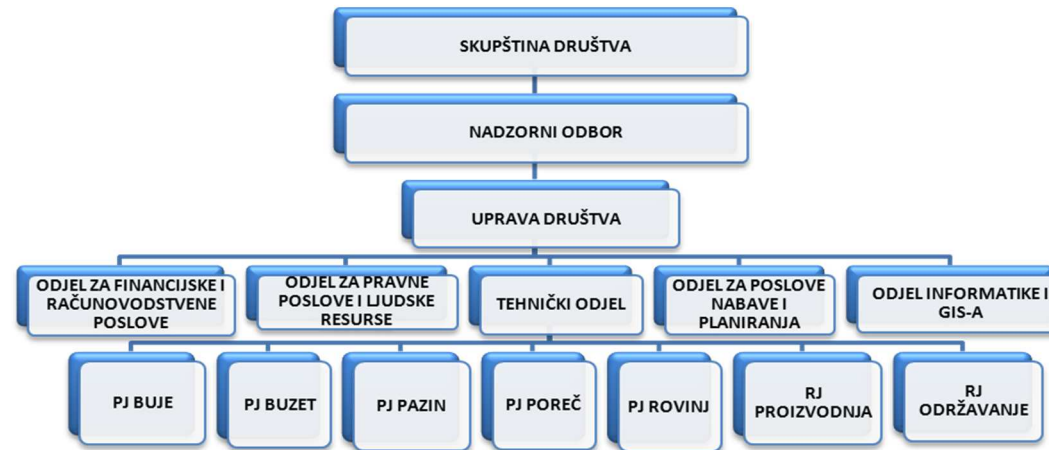 SKUPŠTINA DRUŠTVA
NADZORNI ODBOR
UPRAVA DRUŠTVA
ODJEL ZA FINANCIJSKE I
RAČUNOVODSTVENE
POSLOVE
ODJEL ZA PRAVNE
POSLOVE I LJUDSKE
RESURSE
TEHNIČKI ODJEL
ODJEL ZA POSLOVE
NABAVE I
PLANIRANJA
ODJEL INFORMATIKE I
GIS-A
PJ BUJE
PJ BUZET
PJ PAZIN
PJ POREČ
PJ ROVINJ
RJ
PROIZVODNJA
RJ
ODRŽAVANJE